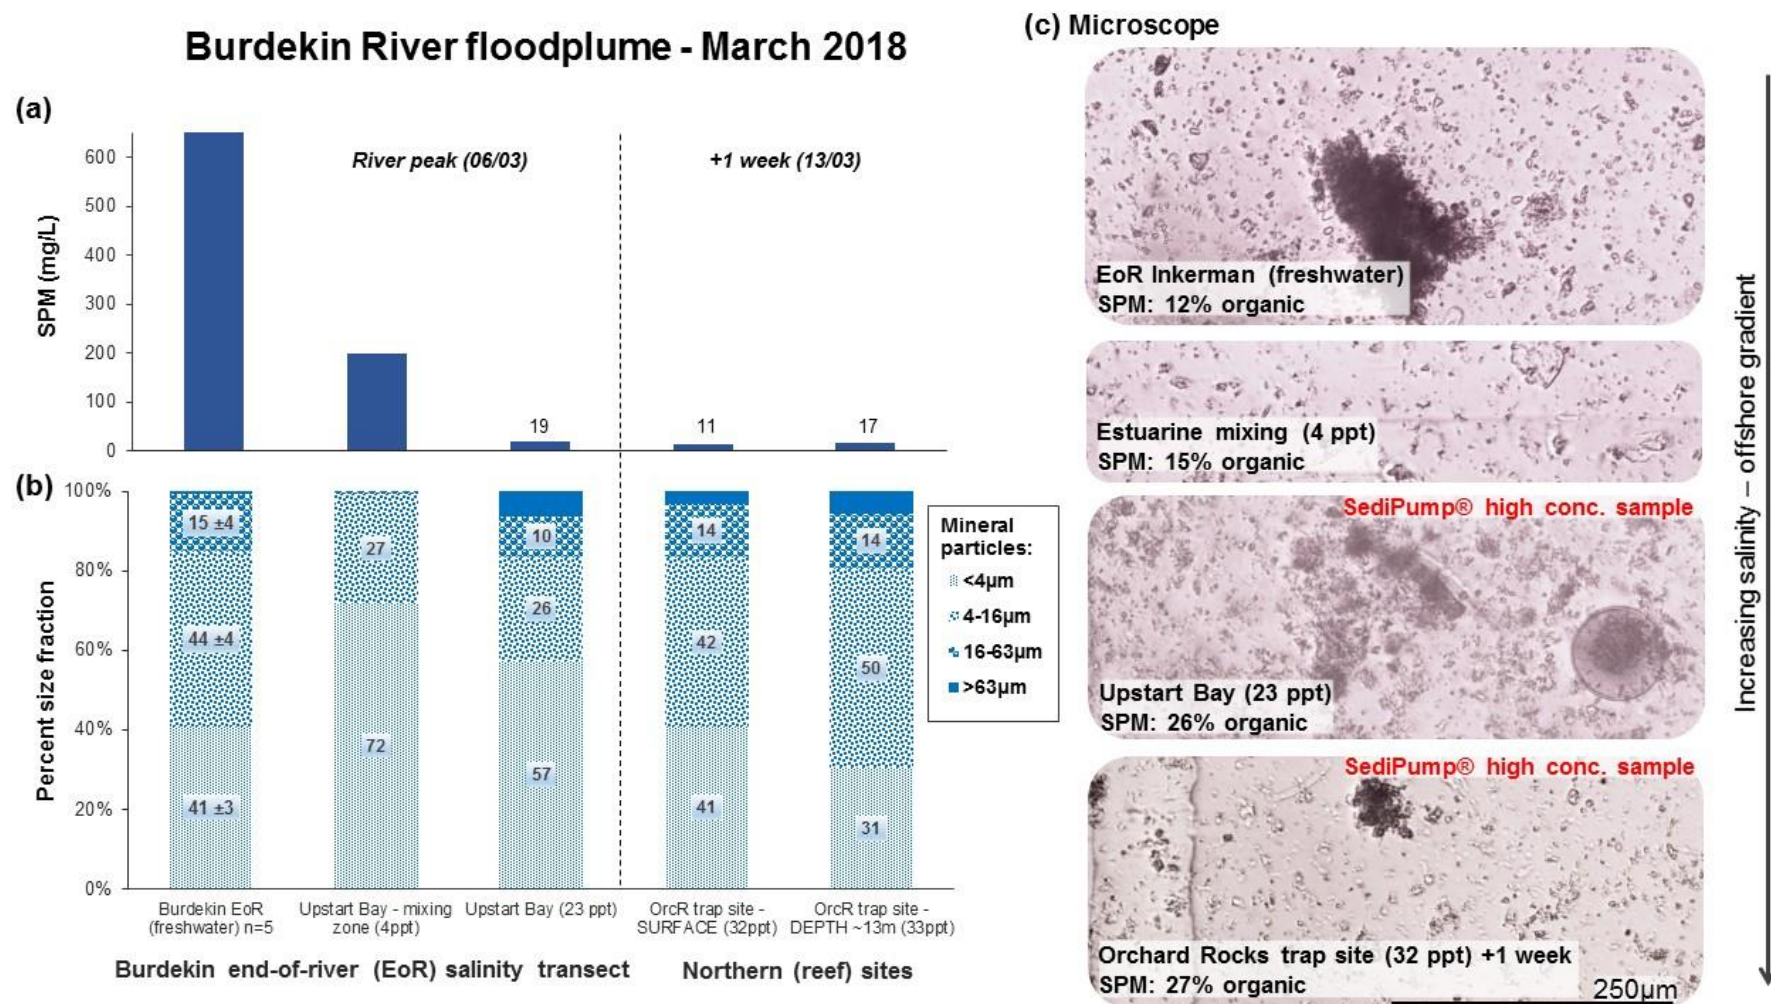 Burdekin River floodplume - March 2018
(a)
SPM (mg/L)
600
500
400
300
200
100
0
River peak (06/03)
+1 week (13/03)
19
11
17
(b)
Percent size fraction
100%
80%
60%
40%
20%
0%
15 ±4
44 ±4
41 ±3
27
72
10
26
57
14
42
41
14
50
31
Mineral
particles:
<4µm
4-16µm
16-63µm
>63µm
Burdekin EoR
(freshwater) n=5
Upstart Bay - mixing
zone (4ppt)
Upstart Bay (23 ppt)
OrcR trap site -
SURFACE (32ppt)
OrcR trap site -
DEPTH ~13m (33ppt)
Burdekin end-of-river (EoR) salinity transect
Northern (reef) sites
(c) Microscope
EoR Inkerman (freshwater)
SPM: 12% organic
Estuarine mixing (4 ppt)
SPM: 15% organic
SediPump® high conc. sample
Upstart Bay (23 ppt)
SPM: 26% organic
SediPump® high conc. sample
Orchard Rocks trap site (32 ppt) +1 week
SPM: 27% organic
250µm
Increasing salinity – offshore gradient